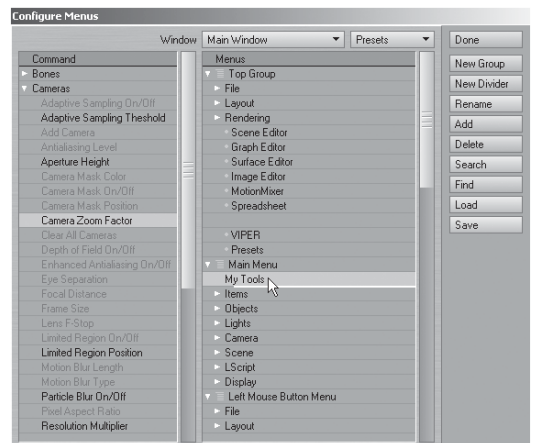 Configure Menus
Window
Main Window
Presets
Command
Bones
Cameras
Adaptive Sampling On/Off
Adaptive Sampling Theshold
Add Camera
Antialiasing Level
Aperture Height
Camera Mask Color
Camera Mask On/Off
Camera Mask Position
Camera Zoom Factor
Clear All Cameras
Depth of Field On/Off
Enhanced Antialiasing On/Off
Eye Separation
Focal Distance
Frame Size
Lens F-Stop
Limited Region On/Off
Limited Region Position
Motion Blur Length
Motion Blur Type
Particle Blur On/Off
Pixel Aspect Ratio
Resolution Multiplier
Menus
Top Group
File
Layout
Rendering
Scene Editor
Graph Editor
Surface Editor
Image Editor
MotionMixer
Spreadsheet
VIPER
Presets
Main Menu
My Tools
Items
Objects
Lights
Camera
Scene
LScript
Display
Left Mouse Button Menu
File
Layout
Done
New Group
New Divider
Rename
Add
Delete
Search
Find
Load
Save